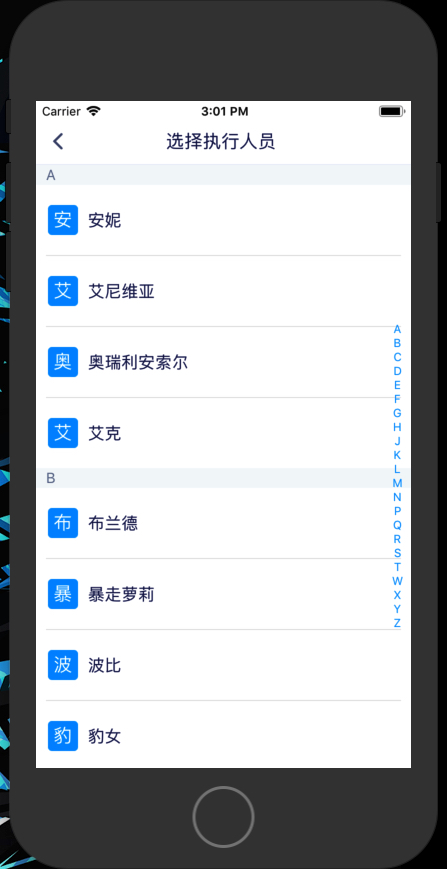 Carrier 3:01 PM
选择执行人员
A
安 安妮
艾 艾尼维亚
奥 奥瑞利安索尔
艾 艾克
B
布 布兰德
暴 暴走萝莉
波 波比
豹 豹女
A
B
C
D
E
F
G
H
J
K
L
M
N
P
Q
R
S
T
W
X
Y
Z